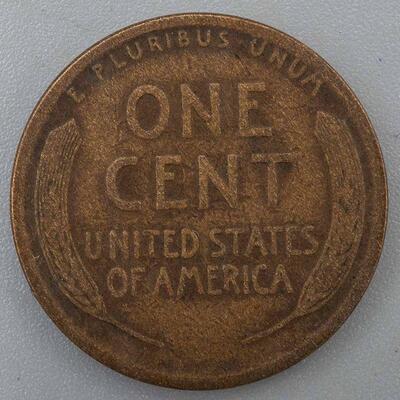 E PLURIBUS UNUM
ONE
CENT
UNITED STATES
OF AMERICA